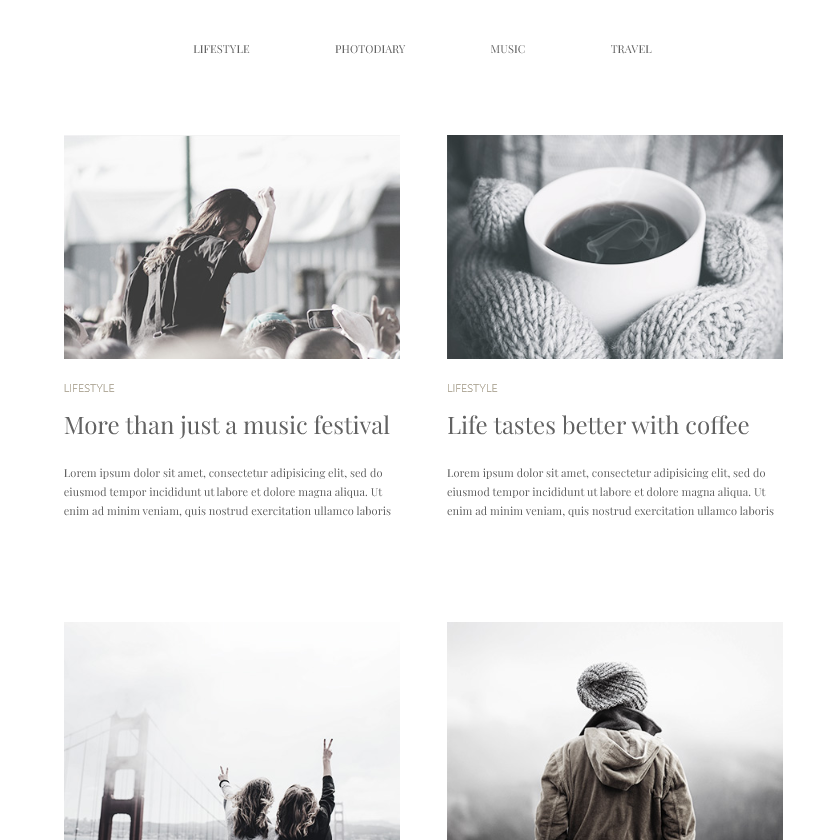 LIFESTYLE PHOTODIARY MUSIC TRAVEL
LIFESTYLE
More than just a music festival
Lorem ipsum dolor sit amet, consectetur adipisicing elit, sed do
eiusmod tempor incididunt ut labore et dolore magna aliqua. Ut
enim ad minim veniam, quis nostrud exercitation ullamco laboris
LIFESTYLE
Life tastes better with coffee
Lorem ipsum dolor sit amet, consectetur adipisicing elit, sed do
eiusmod tempor incididunt ut labore et dolore magna aliqua. Ut
enim ad minim veniam, quis nostrud exercitation ullamco laboris